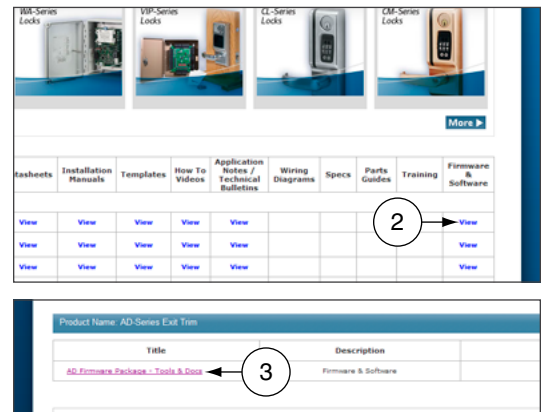 WA-Series
Locks
VIP-Series
Locks
CL-Series
Locks
CM-Series
Locks
More
tasheets Installation Manuals Templates How To Videos Application Notes / Technical Bulletins Wiring Diagrams Specs Parts Guides Training Firmware & Software
View View View View View 2 View
View View View View View View
View View View View View View
Product Name: AD-Series Exit Trim
Title Description
AD Firmware Package - Tools & Docs 3 Firmware & Software